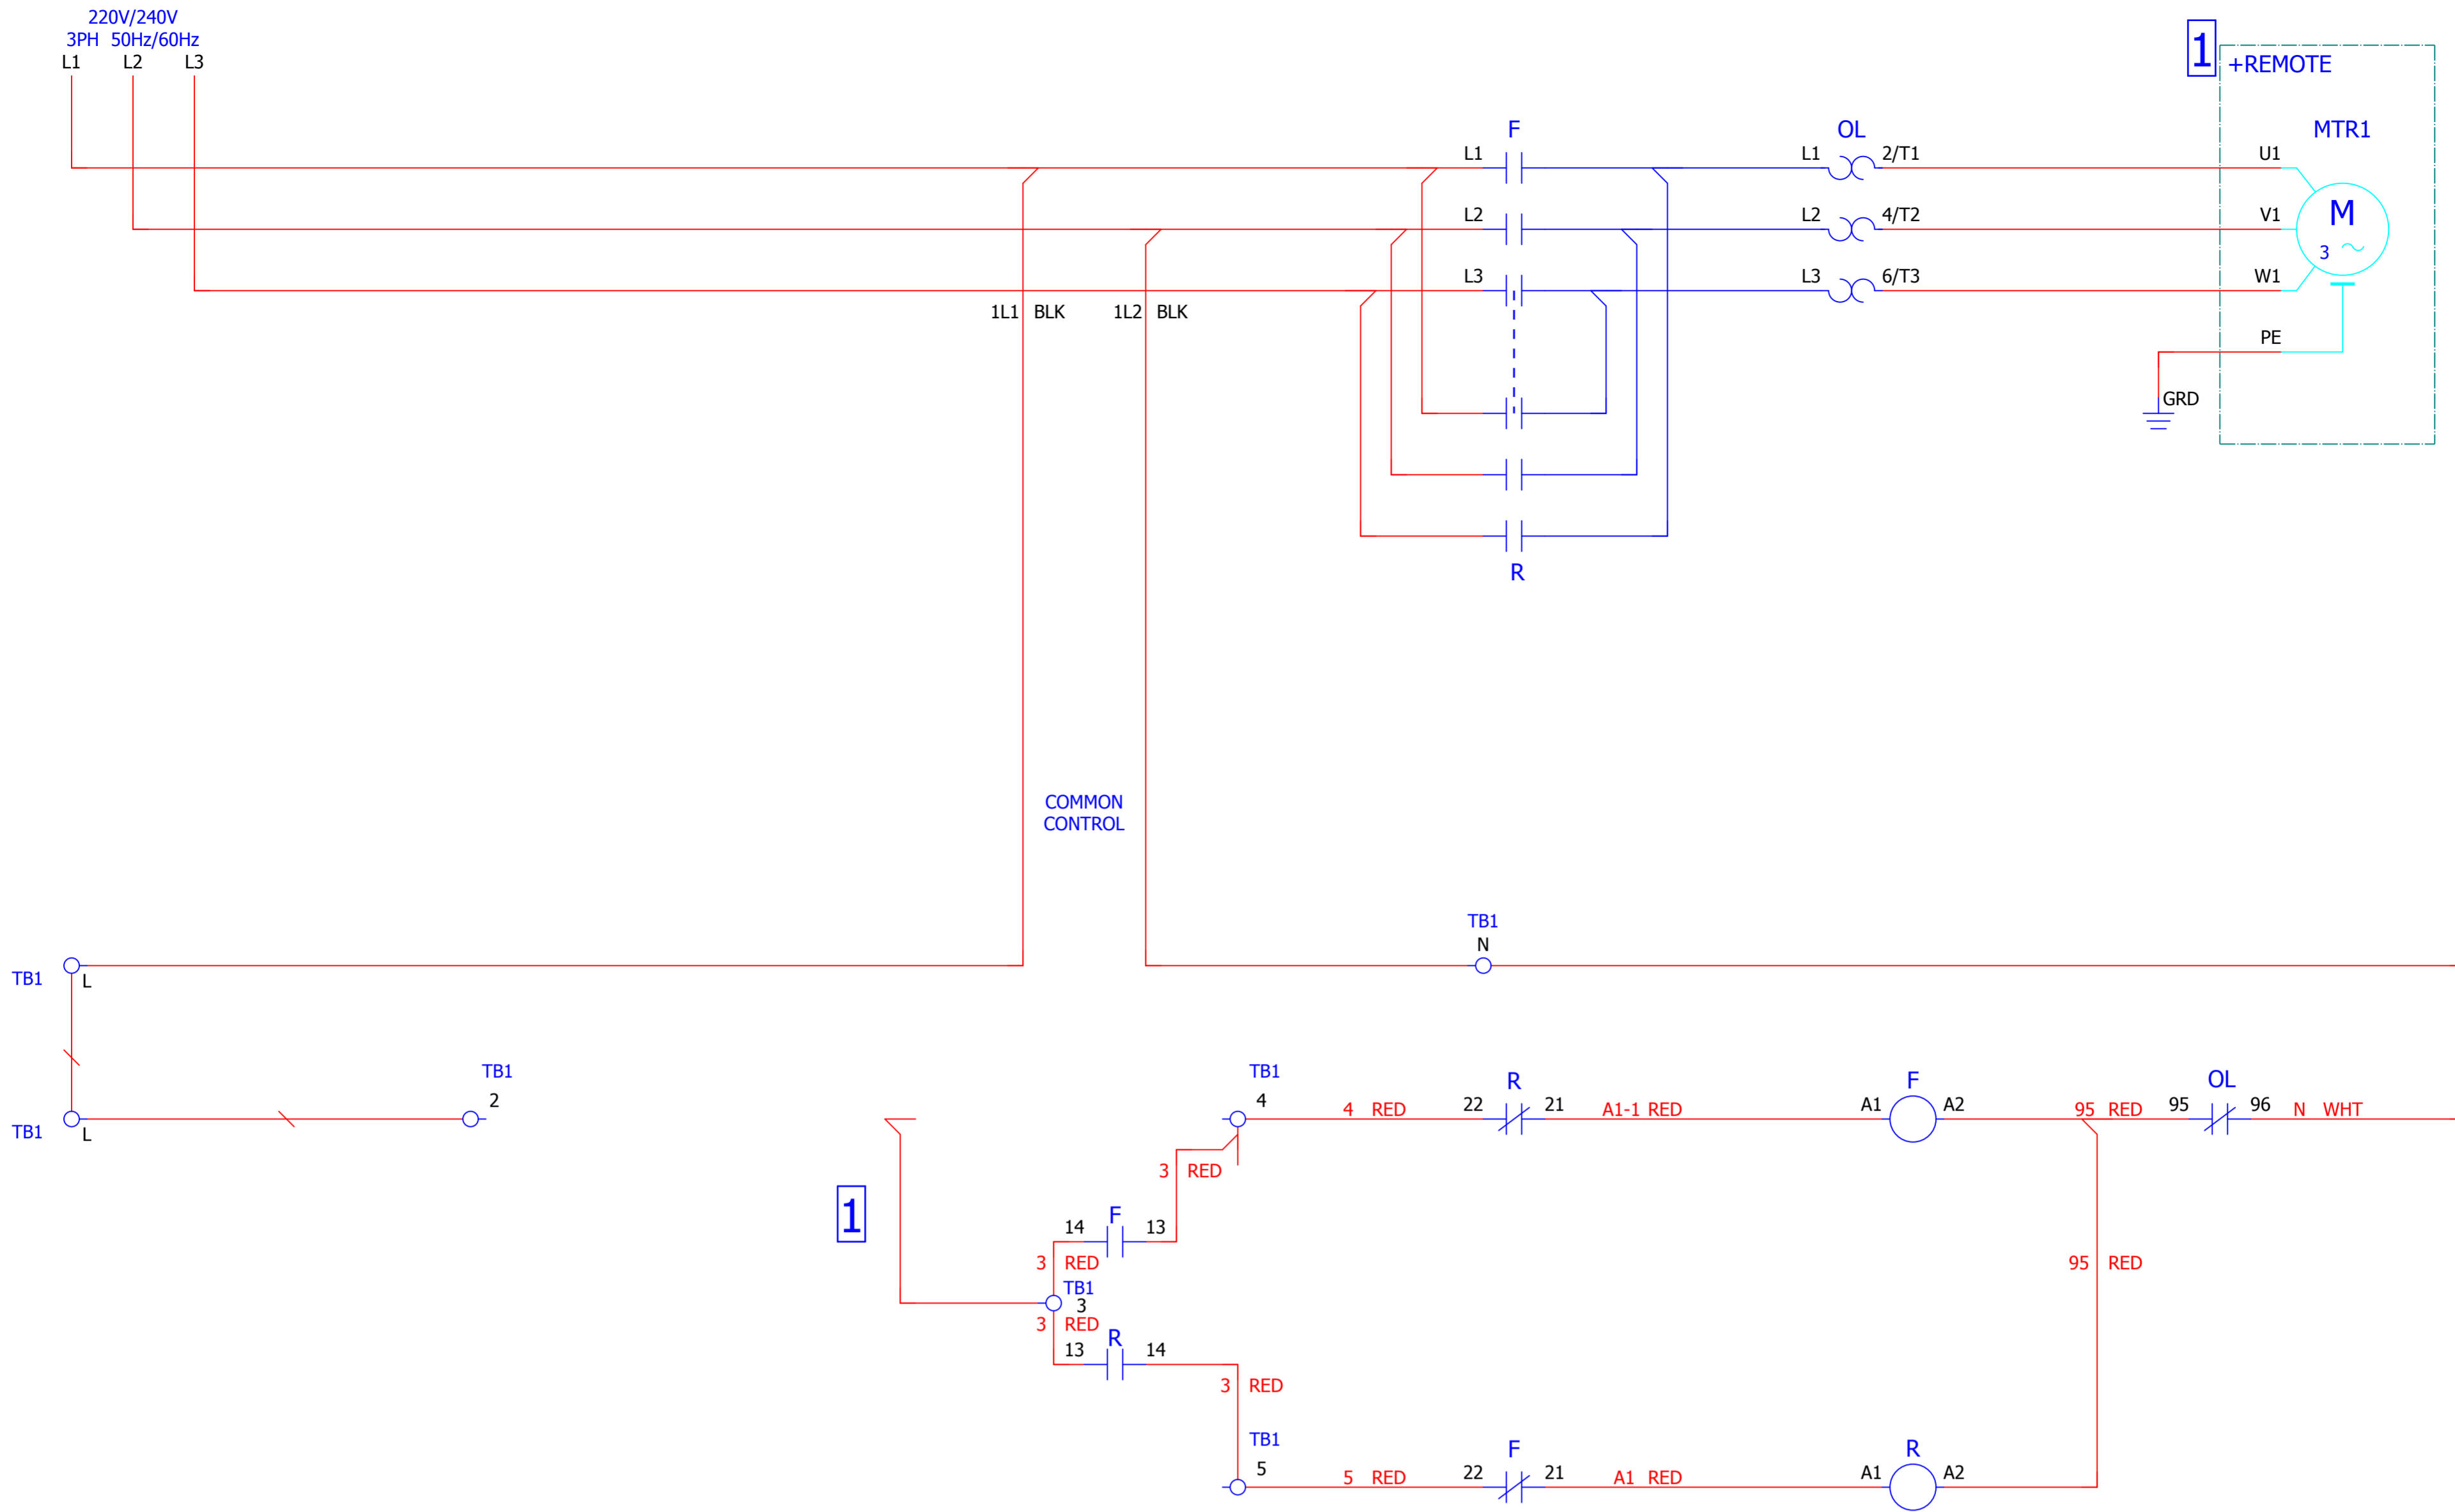 220V/240V
3PH 50Hz/60Hz
L1 L2 L3
1
+REMOTE
F OL MTR1
L1 L1 2/T1 U1
L2 L2 4/T2 V1
M
3
L3 L3 6/T3 W1
1L1 BLK 1L2 BLK
PE
GRD
R
COMMON
CONTROL
TB1
N
TB1 L
TB1 TB1 R F OL
2 4 4 RED 22 21 A1-1 RED A1 A2 95 RED 95 96 N WHT
TB1 L
3 RED
1
F
14 13
3 RED 95 RED
TB1
3
3 RED
R
13 14
3 RED
TB1 F R
5 5 RED 22 21 A1 RED A1 A2